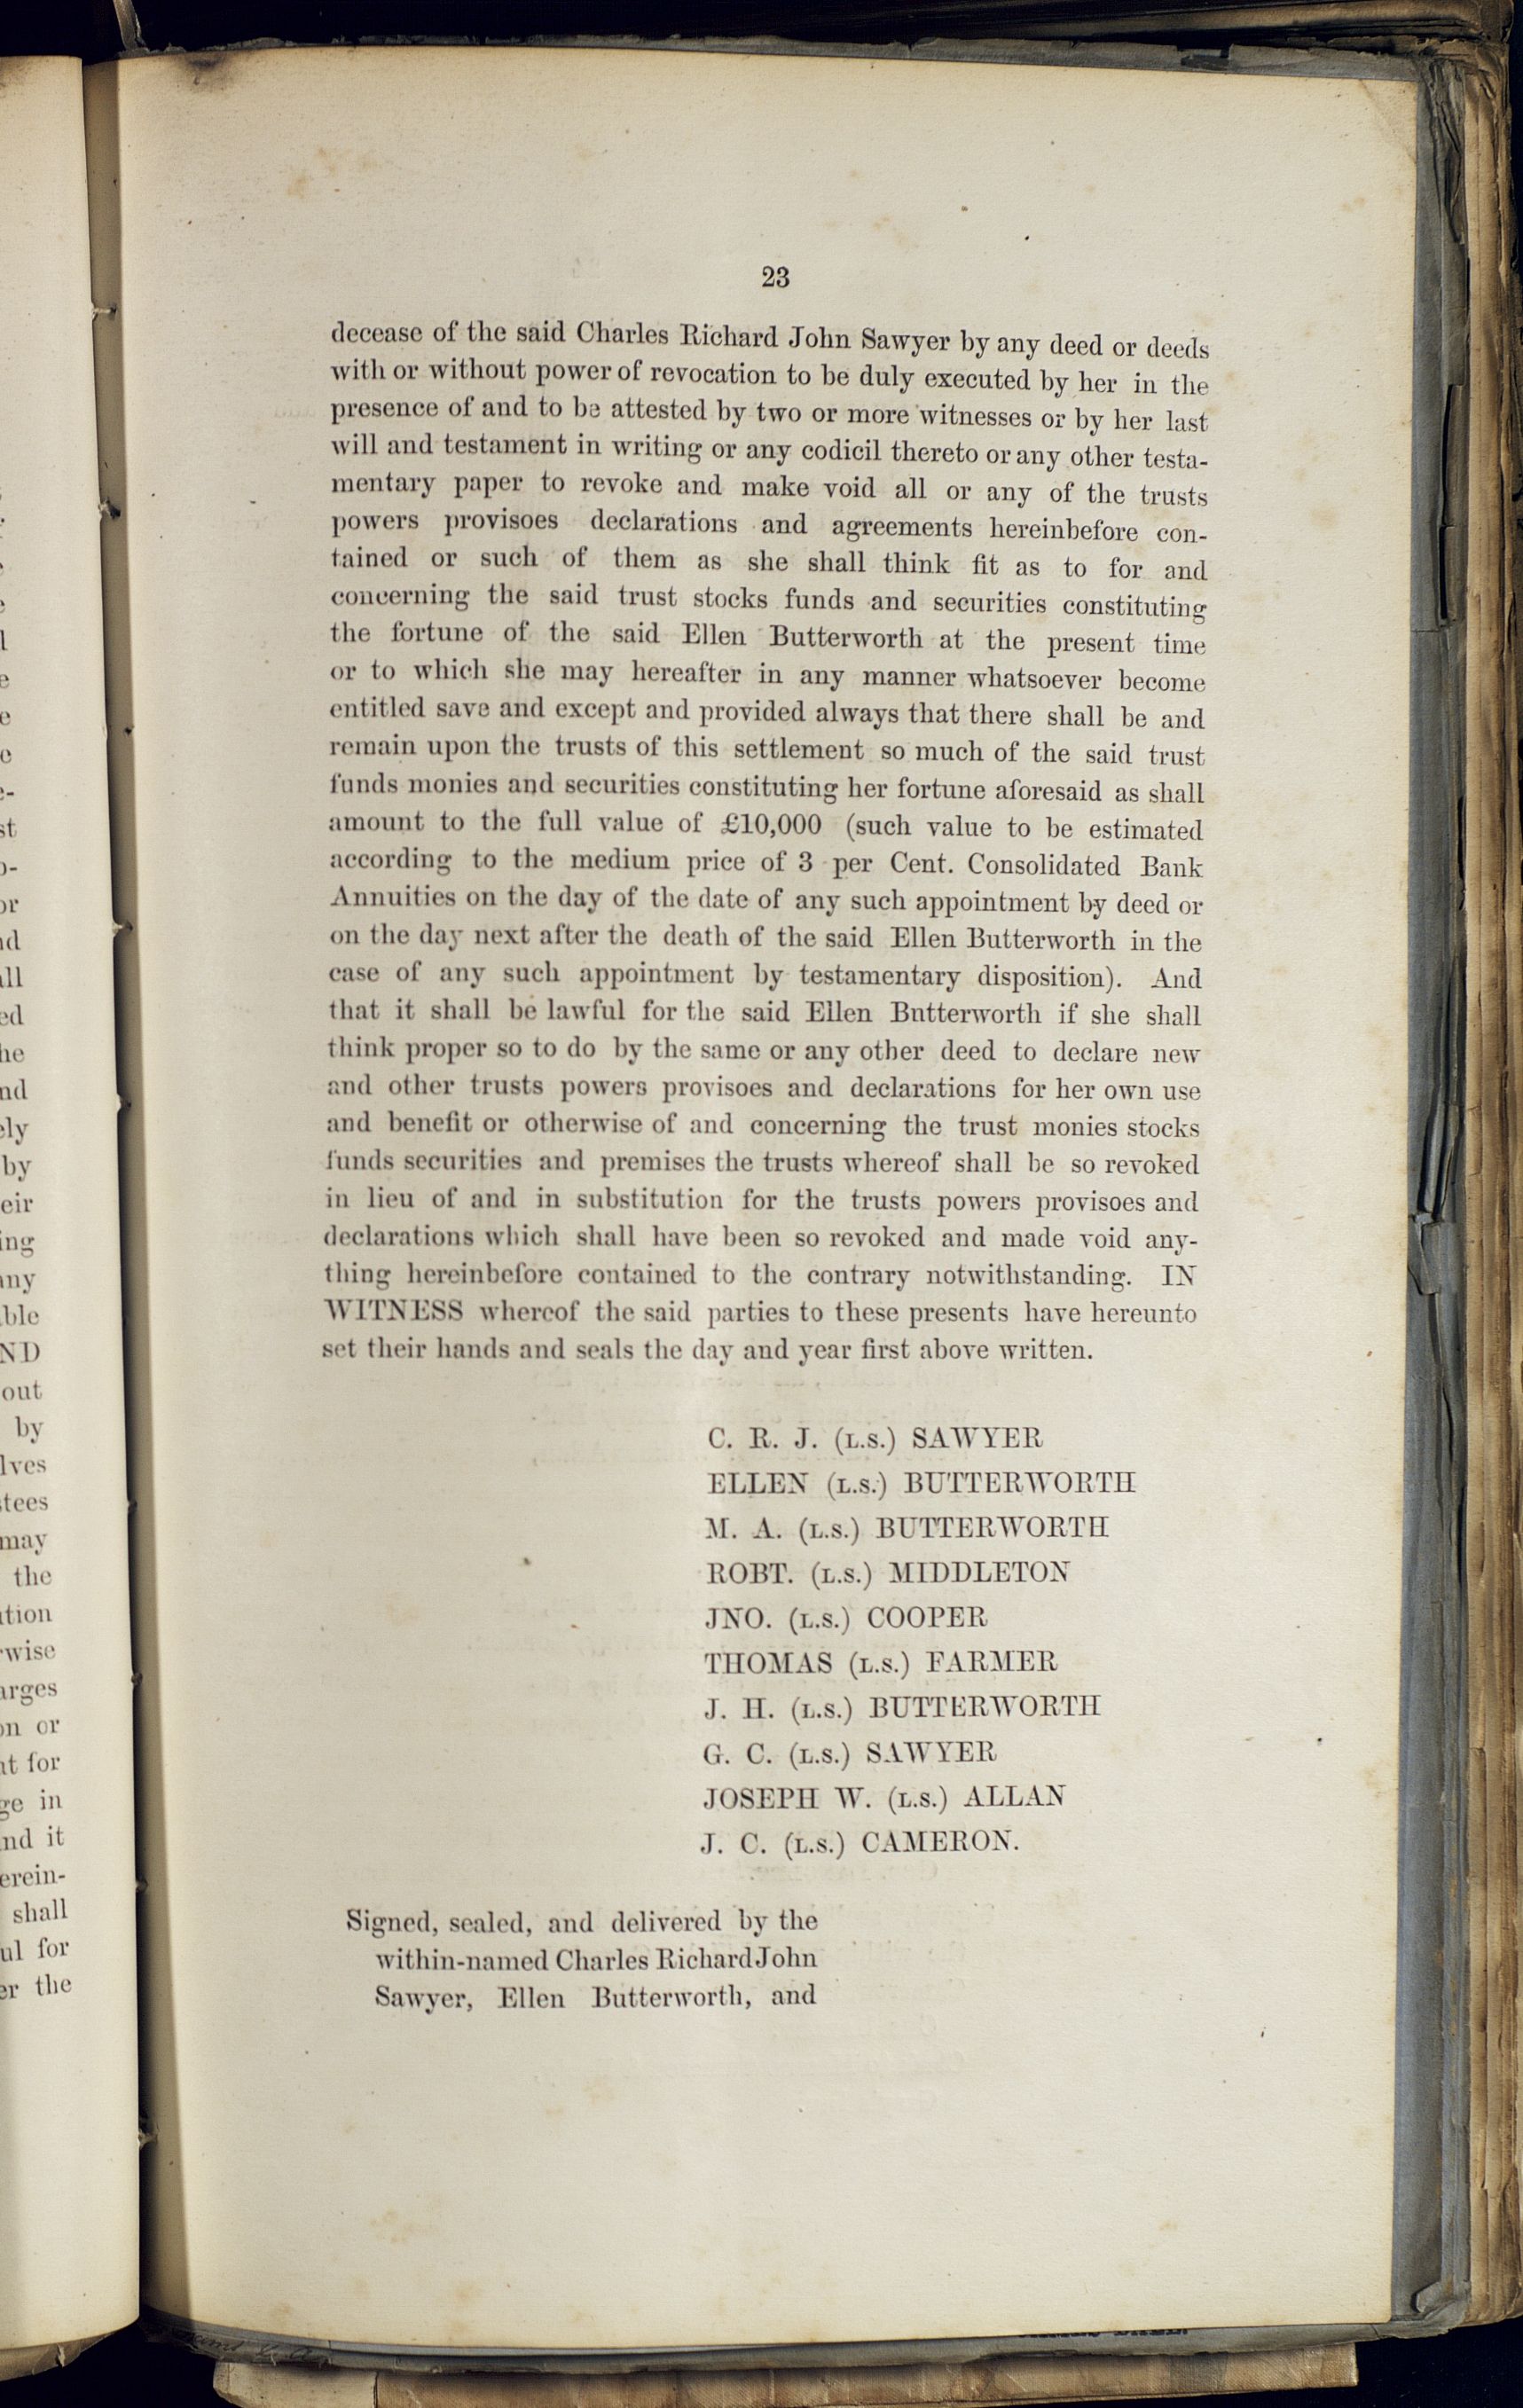 23
decease of the said Charles Richard John Sawyer by any deed or deeds
with or without power of revocation to be duly executed by her in the
presence of and to be attested by two or more witnesses or by her last
will and testament in writing or any codicil thereto or any other testa-
mentary paper to revoke and make void all or any of the trusts
powers provisoes declarations and agreements hereinbefore con-
tained or such of them as she shall think fit as to for and
concerning the said trust stocks funds and securities constituting
the fortune of the said Ellen Butterworth at the present time
or to which she may hereafter in any manner whatsoever become
entitled save and except and provided always that there shall be and
remain upon the trusts of this settlement so much of the said trust
funds monies and securities constituting her fortune aforesaid as shall
amount to the full value of £10,000 (such value to be estimated
according to the medium price of 3 per Cent. Consolidated Bank
Annuities on the day of the date of any such appointment by deed or
on the day next after the death of the said Ellen Butterworth in the
case of any such appointment by testamentary disposition). And
that it shall be lawful for the said Ellen Bntterworth if she shall
think proper so to do by the same or any other deed to declare new
and other trusts powers provisoes and declarations for her own use
and benefit or otherwise of and concerning the trust monies stocks
funds securities and premises the trusts whereof shall be so revoked
in lieu of and in substitution for the trusts powers provisoes and
declarations which shall have been so revoked and made void any-
thing hereinbefore contained to the contrary notwithstanding. IN
WITNESS whereof the said parties to these presents have hereunto
set their hands and seals the day and year first above written.
C. R. J. (L.S.) SAWYER
ELLEN (L.S.) BUTTERWORTH
M. A. (L.S.) BUTTERWORTH
ROBT. (L.S.) MIDDLETON
JNO. (L.S.) COOPER
THOMAS (L.S.) FARMER
J. H. (L.S.) BUTTERWORTH
G. C. (L.S.) SAWYER
JOSEPH W. (L.S.) ALLAN
J. C. (L.S.) CAMERON.
Signed, sealed, and delivered by the
within-named Charles Richard John
Sawyer, Ellen Butterworth, and